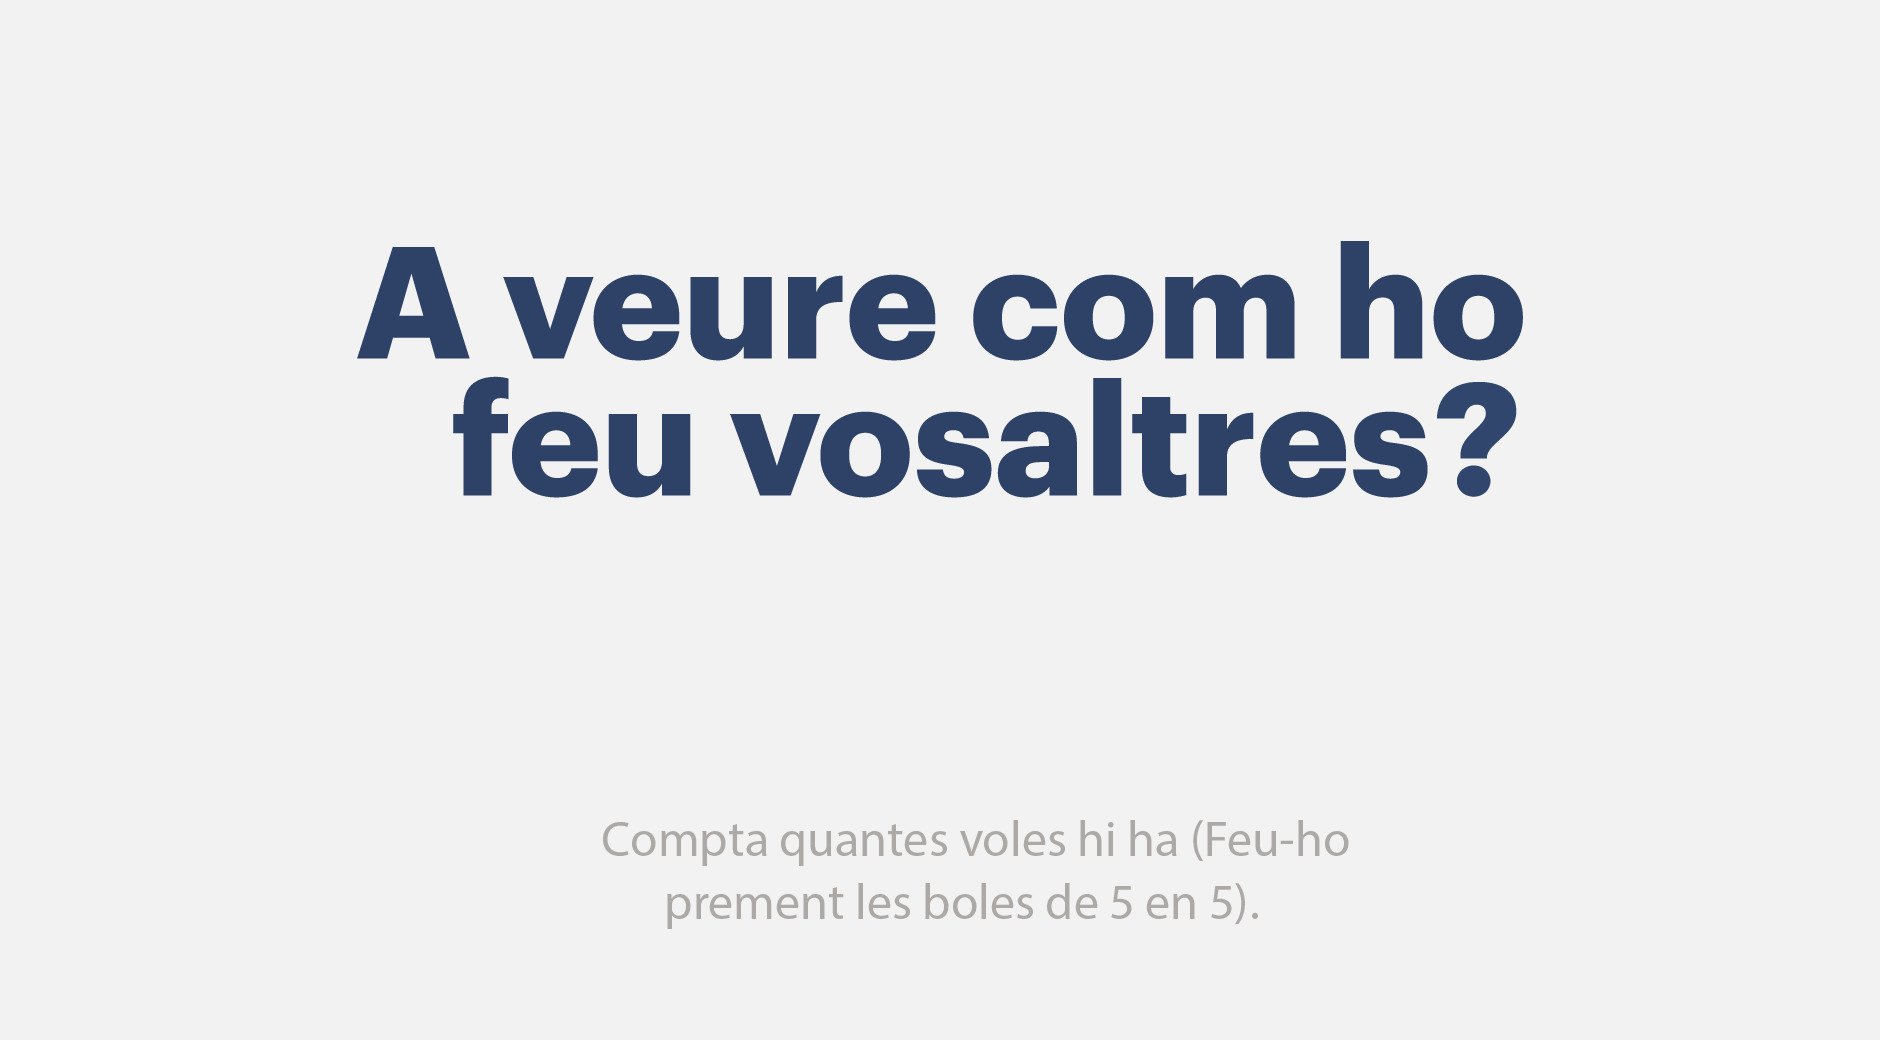 A veure com ho
feu vosaltres?
Compta quantes voles hi ha (Feu-ho
prement les boles de 5 en 5).